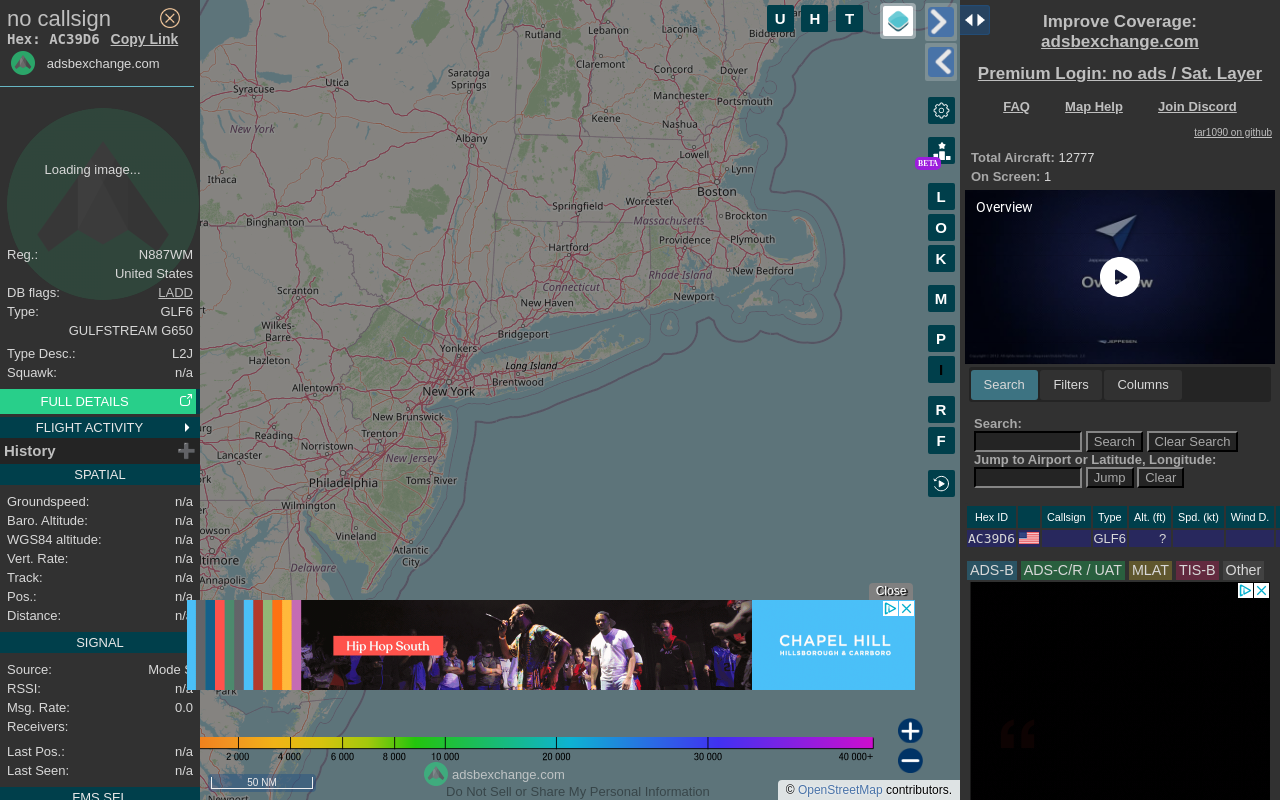 no callsign
Hex: AC39D6 Copy Link
adsbexchange.com
Loading image...
Reg.: N887WM
United States
DB flags: LADD
Type: GLF6
GULFSTREAM G650
Type Desc.: L2J
Squawk: n/a
FULL DETAILS
FLIGHT ACTIVITY
History
SPATIAL
Groundspeed: n/a
Baro. Altitude: n/a
WGS84 altitude: n/a
Vert. Rate: n/a
Track: n/a
Pos.: n/a
Distance: n/a
SIGNAL
Source: Mode S
RSSI: n/a
Msg. Rate: 0.0
Receivers:
Last Pos.: n/a
Last Seen: n/a
FMS SEL
U H T
L
O
K
M
P
I
R
F
BETA
Rutland
Lebanon
Laconia
Biddeford
Claremont
Concord
Dover
Saratoga
Springs
Utica
Syracuse
Manchester
Portsmouth
Keene
Nashua
New York
Albany
Lowell
Lynn
Ithaca
Boston
Worcester
Springfield
Massachusetts
Brockton
Binghamton
Providence
Plymouth
Hartford
Rhode Island
New Bedford
Connecticut
Newport
Scranton
New Haven
Wilkes-
Barre
Bridgeport
Yonkers
Hazleton
Long Island
Brentwood
Allentown
New York
New Brunswick
Reading
Trenton
Norristown
Lancaster
New Jersey
Philadelphia
Toms River
Wilmington
Vineland
Atlantic
City
Annapolis
Delaware
Park
Newport
Close
Hip Hop South
CHAPEL HILL
HILLSBOROUGH & CARRBORO
2 000 4 000 6 000 8 000 10 000 20 000 30 000 40 000+
50 NM
adsbexchange.com
Do Not Sell or Share My Personal Information
© OpenStreetMap contributors.
Improve Coverage:
adsbexchange.com
Premium Login: no ads / Sat. Layer
FAQ Map Help Join Discord
tar1090 on github
Total Aircraft: 12777
On Screen: 1
Overview
JEPPESEN
Search Filters Columns
Search:
Search Clear Search
Jump to Airport or Latitude, Longitude:
Jump Clear
Hex ID Callsign Type Alt. (ft) Spd. (kt) Wind D.
AC39D6 GLF6 ?
ADS-B ADS-C/R / UAT MLAT TIS-B Other